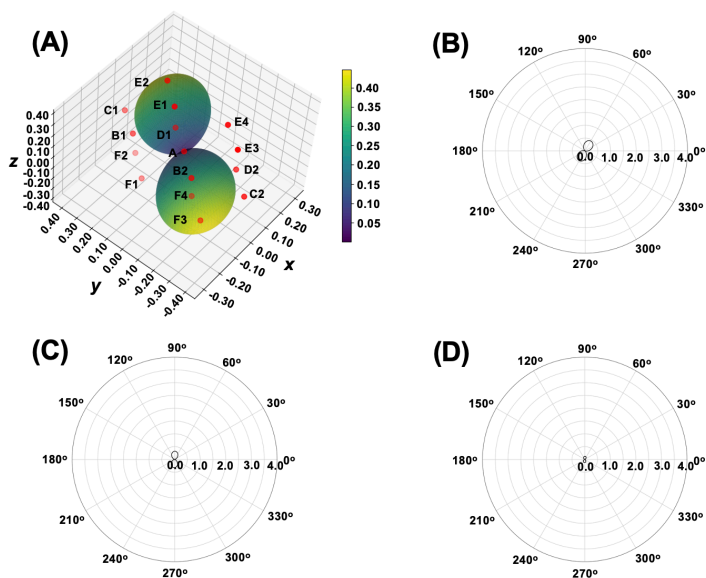 (A)
E2
C1
E1
E4
B1
D1
F2
A
E3
B2
D2
F1
F4
C2
F3
z
0.40
0.30
0.20
0.10
0.00
-0.10
-0.20
-0.30
-0.40
y
0.40
0.30
0.20
0.10
0.00
-0.10
-0.20
-0.30
-0.40
x
0.30
0.20
0.10
0.00
-0.10
-0.20
-0.30
0.40
0.35
0.30
0.25
0.20
0.15
0.10
0.05
(B)
90º
120º 60º
150º 30º
180º 0.0 1.0 2.0 3.0 4.0 0º
210º 330º
240º 300º
270º
(C)
90º
120º 60º
150º 30º
180º 0.0 1.0 2.0 3.0 4.0 0º
210º 330º
240º 300º
270º
(D)
90º
120º 60º
150º 30º
180º 0.0 1.0 2.0 3.0 4.0 0º
210º 330º
240º 300º
270º